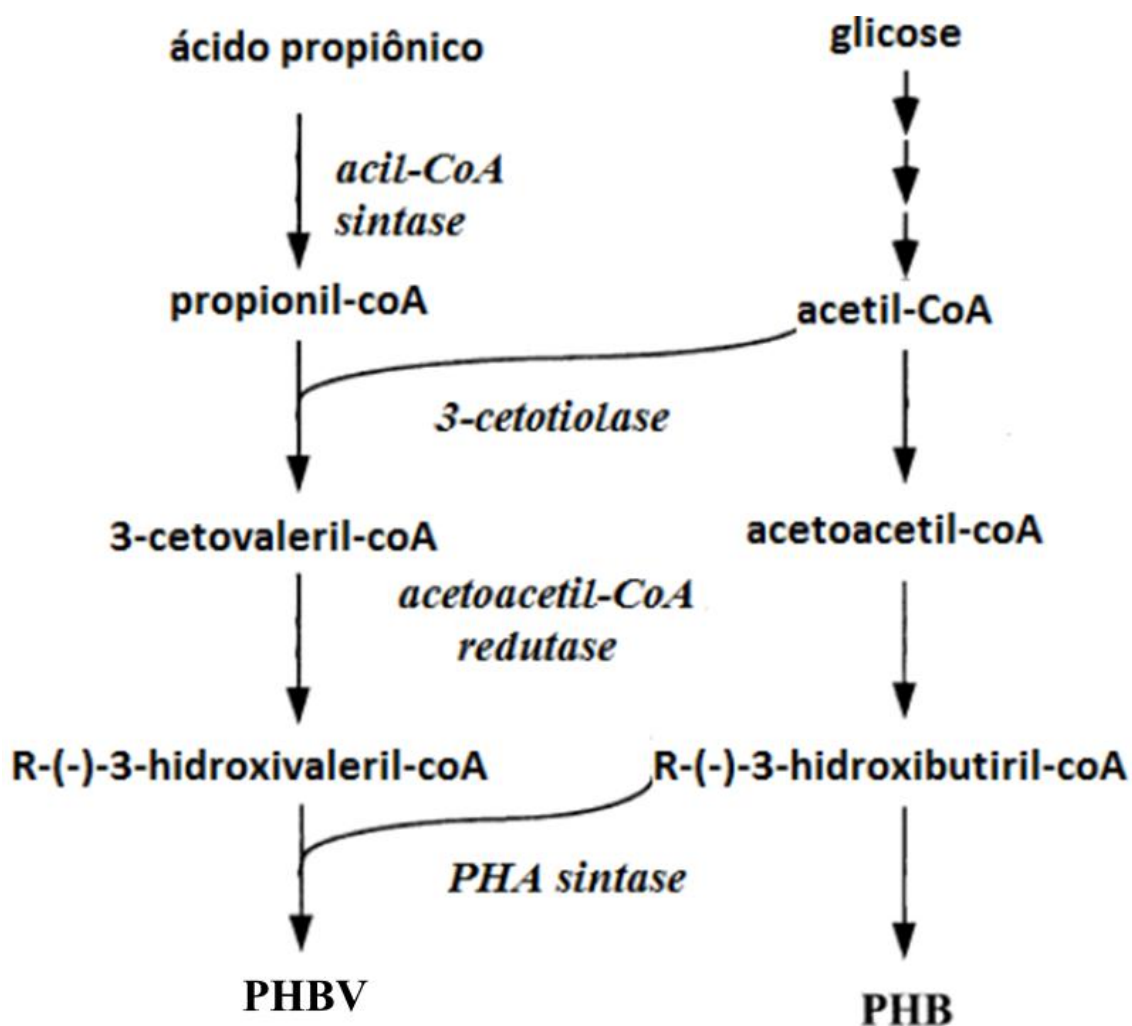 ácido propiônico
glicose
acil-CoA
sintase
propionil-coA
acetil-CoA
3-cetotiolase
3-cetovaleril-coA
acetoacetil-coA
acetoacetil-CoA
redutase
R-(-)-3-hidroxivaleril-coA
R-(-)-3-hidroxibutiril-coA
PHA sintase
PHBV
PHB